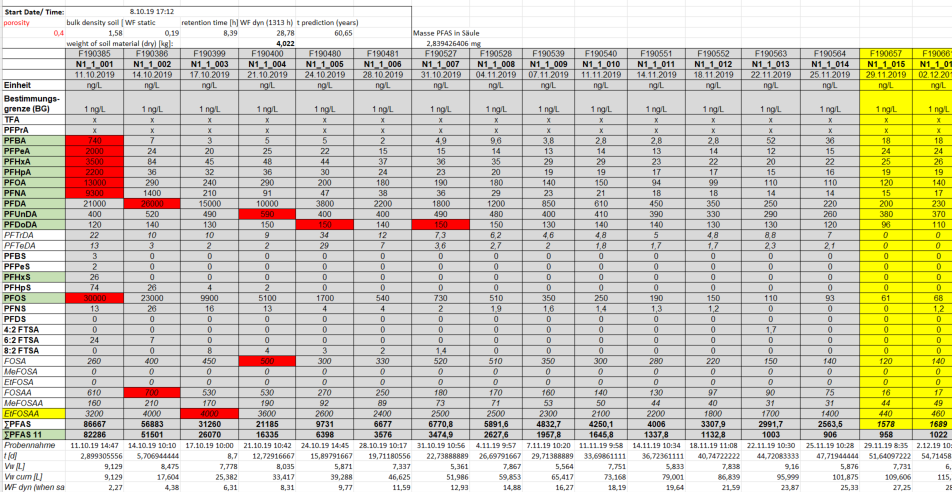 Start Date/ Time: 8.10.19 17:12
porosity bulk density soil [ WF static retention time [h] WF dyn (1313 h) t prediction (years)
0,4 1,58 0,19 8,39 28,78 60,65 Masse PFAS in Säule
weight of soil material (dry) [kg]: 4,022 2,839426406 mg
F190385 F190386 F190399 F190400 F190480 F190481 F190527 F190528 F190539 F190540 F190551 F190552 F190563 F190564 F190657 F190661
N1_1_001 N1_1_002 N1_1_003 N1_1_004 N1_1_005 N1_1_006 N1_1_007 N1_1_008 N1_1_009 N1_1_010 N1_1_011 N1_1_012 N1_1_013 N1_1_014 N1_1_015 N1_1_01
11.10.2019 14.10.2019 17.10.2019 21.10.2019 24.10.2019 28.10.2019 31.10.2019 04.11.2019 07.11.2019 11.11.2019 14.11.2019 18.11.2019 22.11.2019 25.11.2019 29.11.2019 02.12.201
Einheit ng/L ng/L ng/L ng/L ng/L ng/L ng/L ng/L ng/L ng/L ng/L ng/L ng/L ng/L ng/L ng/L
Bestimmungs-
grenze (BG) 1 ng/L 1 ng/L 1 ng/L 1 ng/L 1 ng/L 1 ng/L 1 ng/L 1 ng/L 1 ng/L 1 ng/L 1 ng/L 1 ng/L 1 ng/L 1 ng/L 1 ng/L 1 ng/L
TFA x x x x x x x x x x x x x x x x
PFPrA x x x x x x x x x x x x x x x x
PFBA 740 7 3 5 5 2 4,9 9,6 3,8 2,8 2,8 2,8 52 36 18 18
PFPeA 2000 24 20 25 22 15 15 14 13 14 13 14 12 15 24 24
PFHxA 3500 84 45 48 44 37 36 35 29 29 23 22 20 22 25 26
PFHpA 2200 36 32 36 30 24 23 20 19 19 17 17 15 16 19 19
PFOA 13000 290 240 290 200 180 190 180 140 150 94 99 110 110 120 140
PFNA 9300 1400 210 91 47 38 36 29 23 21 18 18 14 14 15 17
PFDA 21000 26000 15000 10000 3800 2200 1800 1200 850 610 450 350 250 220 200 230
PFUnDA 400 520 490 590 400 400 490 480 400 410 390 330 290 260 380 370
PFDoDA 120 140 130 150 150 140 150 150 130 140 140 130 120 120 96 110
PFTrDA 22 10 10 9 34 12 7,3 6,2 4,6 4,8 5 4,8 8,8 7 0 0
PFTeDA 13 3 2 2 29 7 3,6 2,7 2 1,8 1,7 1,7 2,3 2,1 0 0
PFBS 3 0 0 0 0 0 0 0 0 0 0 0 0 0 0 0
PFPeS 2 0 0 0 0 0 0 0 0 0 0 0 0 0 0 0
PFHxS 26 0 0 0 0 0 0 0 0 0 0 0 0 0 0 0
PFHpS 74 26 4 2 0 0 0 0 0 0 0 0 0 0 0 0
PFOS 30000 23000 9900 5100 1700 540 730 510 350 250 190 150 110 93 61 68
PFNS 13 26 16 13 4 4 2 1,9 1,6 1,4 1,3 1,2 0 0 0 1,2
PFDS 0 0 0 0 0 0 0 0 0 0 0 0 0 0 0 0
4:2 FTSA 0 0 0 0 0 0 0 0 0 0 0 0 1,7 0 0 0
6:2 FTSA 24 7 0 0 0 0 0 0 0 0 0 0 0 0 0 0
8:2 FTSA 0 0 8 4 3 2 1,4 0 0 0 0 0 0 0 0 0
FOSA 260 400 450 500 300 330 520 510 350 300 280 220 150 140 120 140
MeFOSA 0 0 0 0 0 0 0 0 0 0 0 0 0 0 0 0
EtFOSA 0 0 0 0 0 0 0 0 0 0 0 0 0 0 0 0
FOSAA 610 700 530 530 270 250 180 170 160 140 130 97 90 75 16 17
MeFOSAA 160 210 170 190 92 89 73 71 53 50 44 40 31 31 44 49
EtFOSAA 3200 4000 4000 3600 2600 2400 2500 2500 2300 2100 2200 1800 1700 1400 440 460
∑PFAS 86667 56883 31260 21185 9731 6677 6770,8 5891,6 4832,7 4250,1 4006 3307,9 2991,7 2563,5 1578 1689
∑PFAS 11 82286 51501 26070 16335 6398 3576 3474,9 2627,6 1957,8 1645,8 1337,8 1132,8 1003 906 958 1022
Probennahme 11.10.19 14:47 14.10.19 10:10 17.10.19 10:00 21.10.19 10:42 24.10.19 14:45 28.10.19 10:17 31.10.19 10:56 4.11.19 9:57 7.11.19 10:20 11.11.19 9:58 14.11.19 10:34 18.11.19 11:08 22.11.19 10:30 25.11.19 10:28 29.11.19 8:35 2.12.19 10:
t [d] 2,899305556 5,706944444 8,7 12,72916667 15,89791667 19,71180556 22,73888889 26,69791667 29,71388889 33,69861111 36,72361111 40,74722222 44,72083333 47,71944444 51,64097222 54,71458
Vw [L] 9,129 8,475 7,778 8,035 5,871 7,337 5,361 7,867 5,564 7,751 5,833 7,838 9,16 5,876 7,731 6,
Vw cum [L] 9,129 17,604 25,382 33,417 39,288 46,625 51,986 59,853 65,417 73,168 79,001 86,839 95,999 101,875 109,606 115,
WF dyn (when sa 2,27 4,38 6,31 8,31 9,77 11,59 12,93 14,88 16,27 18,19 19,64 21,59 23,87 25,33 27,25 28